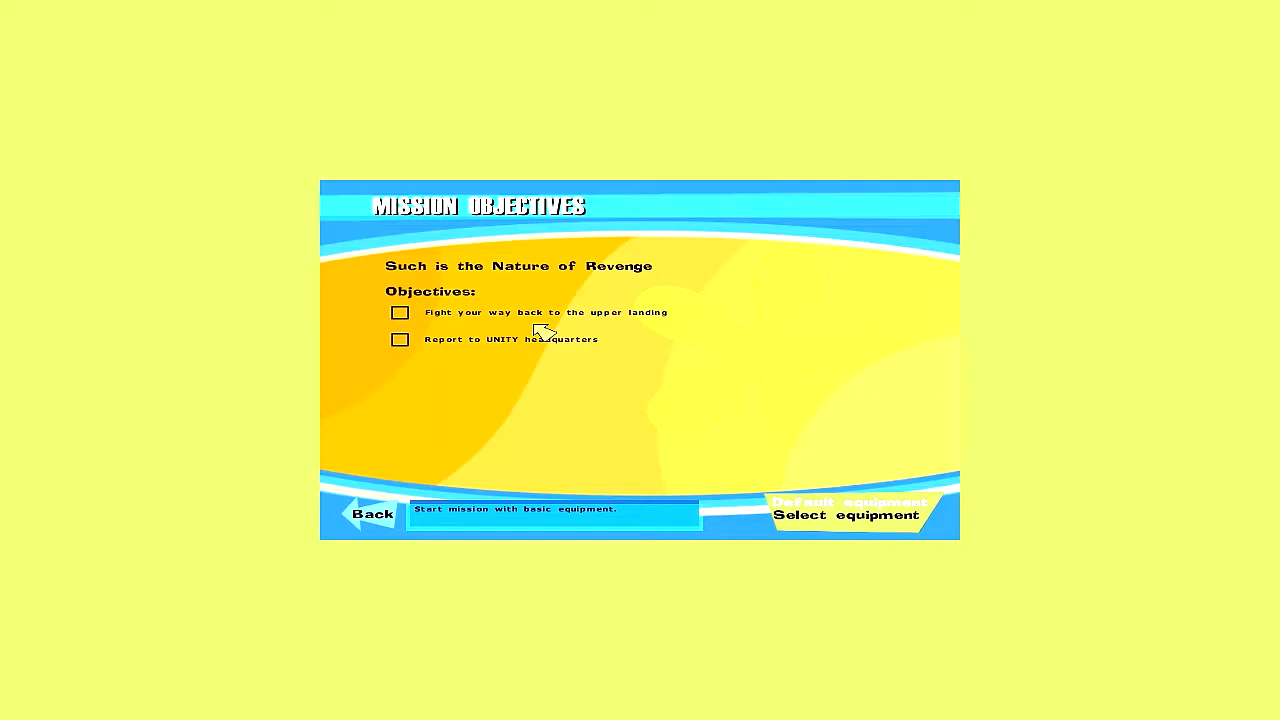 MISSION OBJECTIVES
Such is the Nature of Revenge
Objectives:
Fight your way back to the upper landing
Report to UNITY headquarters
Back
Start mission with basic equipment.
Default equipment
Select equipment